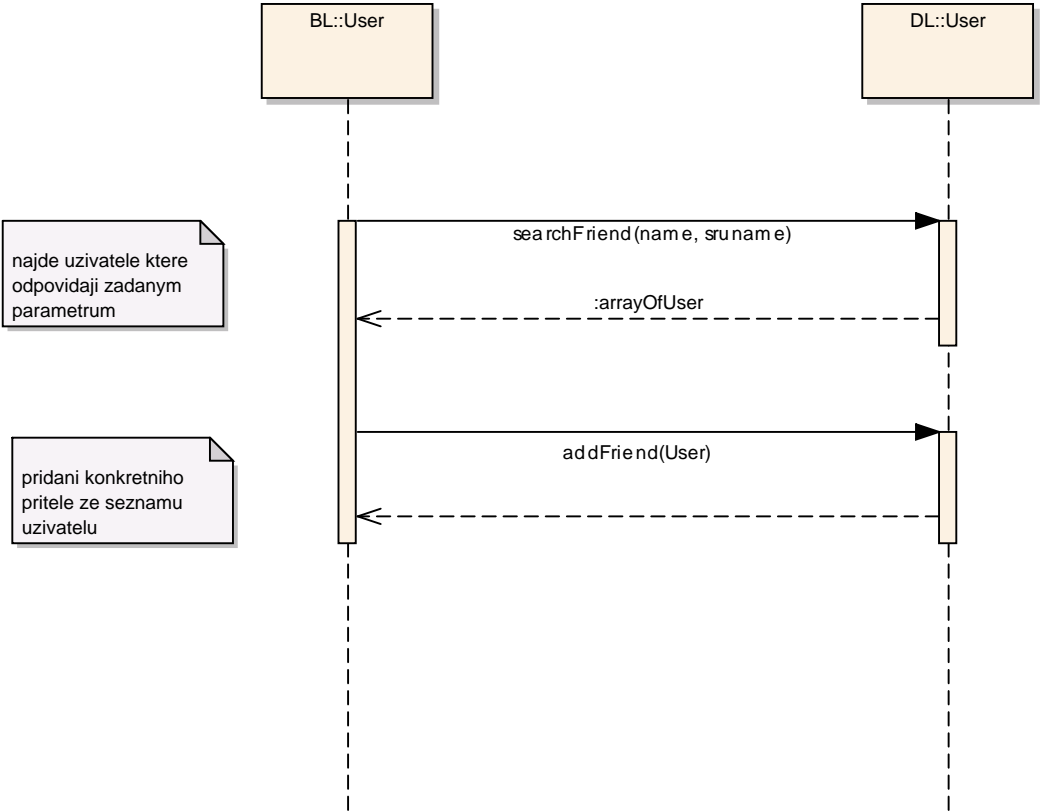 BL::User
DL::User
searchFriend(name, sruname)
najde uzivatele ktere
odpovidaji zadanym
parametrum
:arrayOfUser
addFriend(User)
pridani konkretniho
pritele ze seznamu
uzivatelu